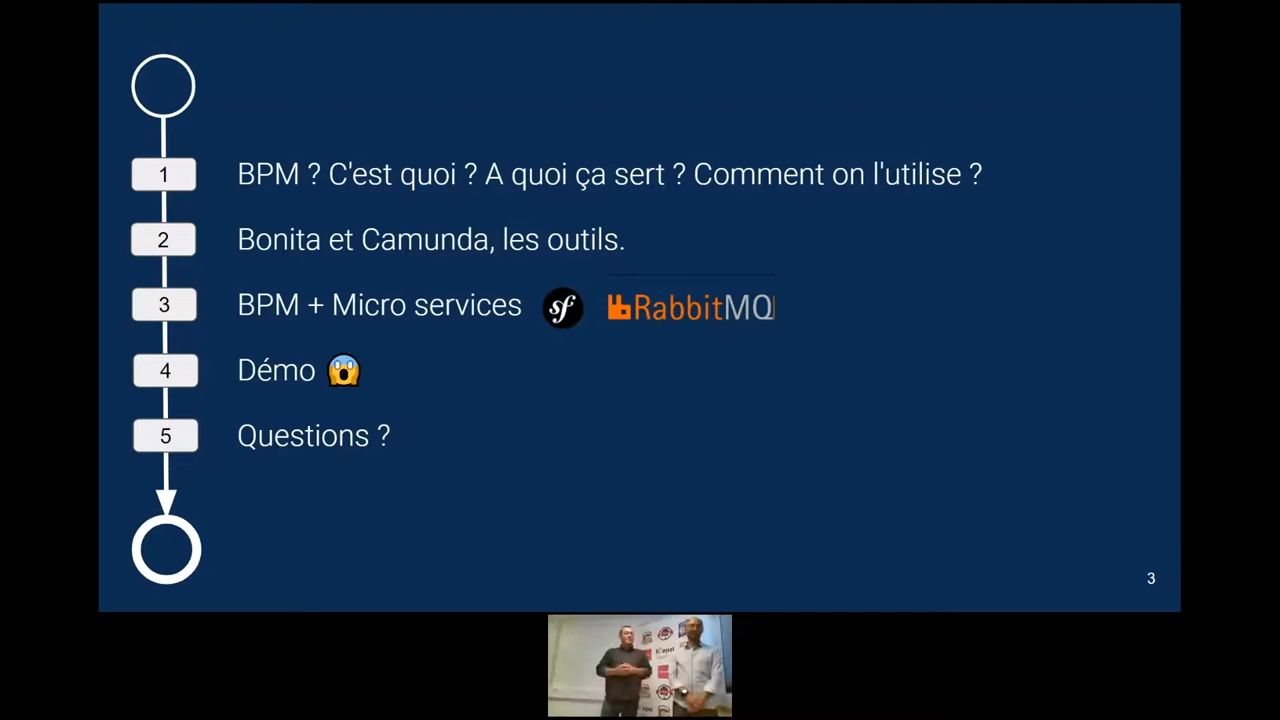 1 BPM ? C'est quoi ? A quoi ça sert ? Comment on l'utilise ?
2 Bonita et Camunda, les outils.
3 BPM + Micro services sf RabbitMQ
4 Démo
5 Questions ?
3